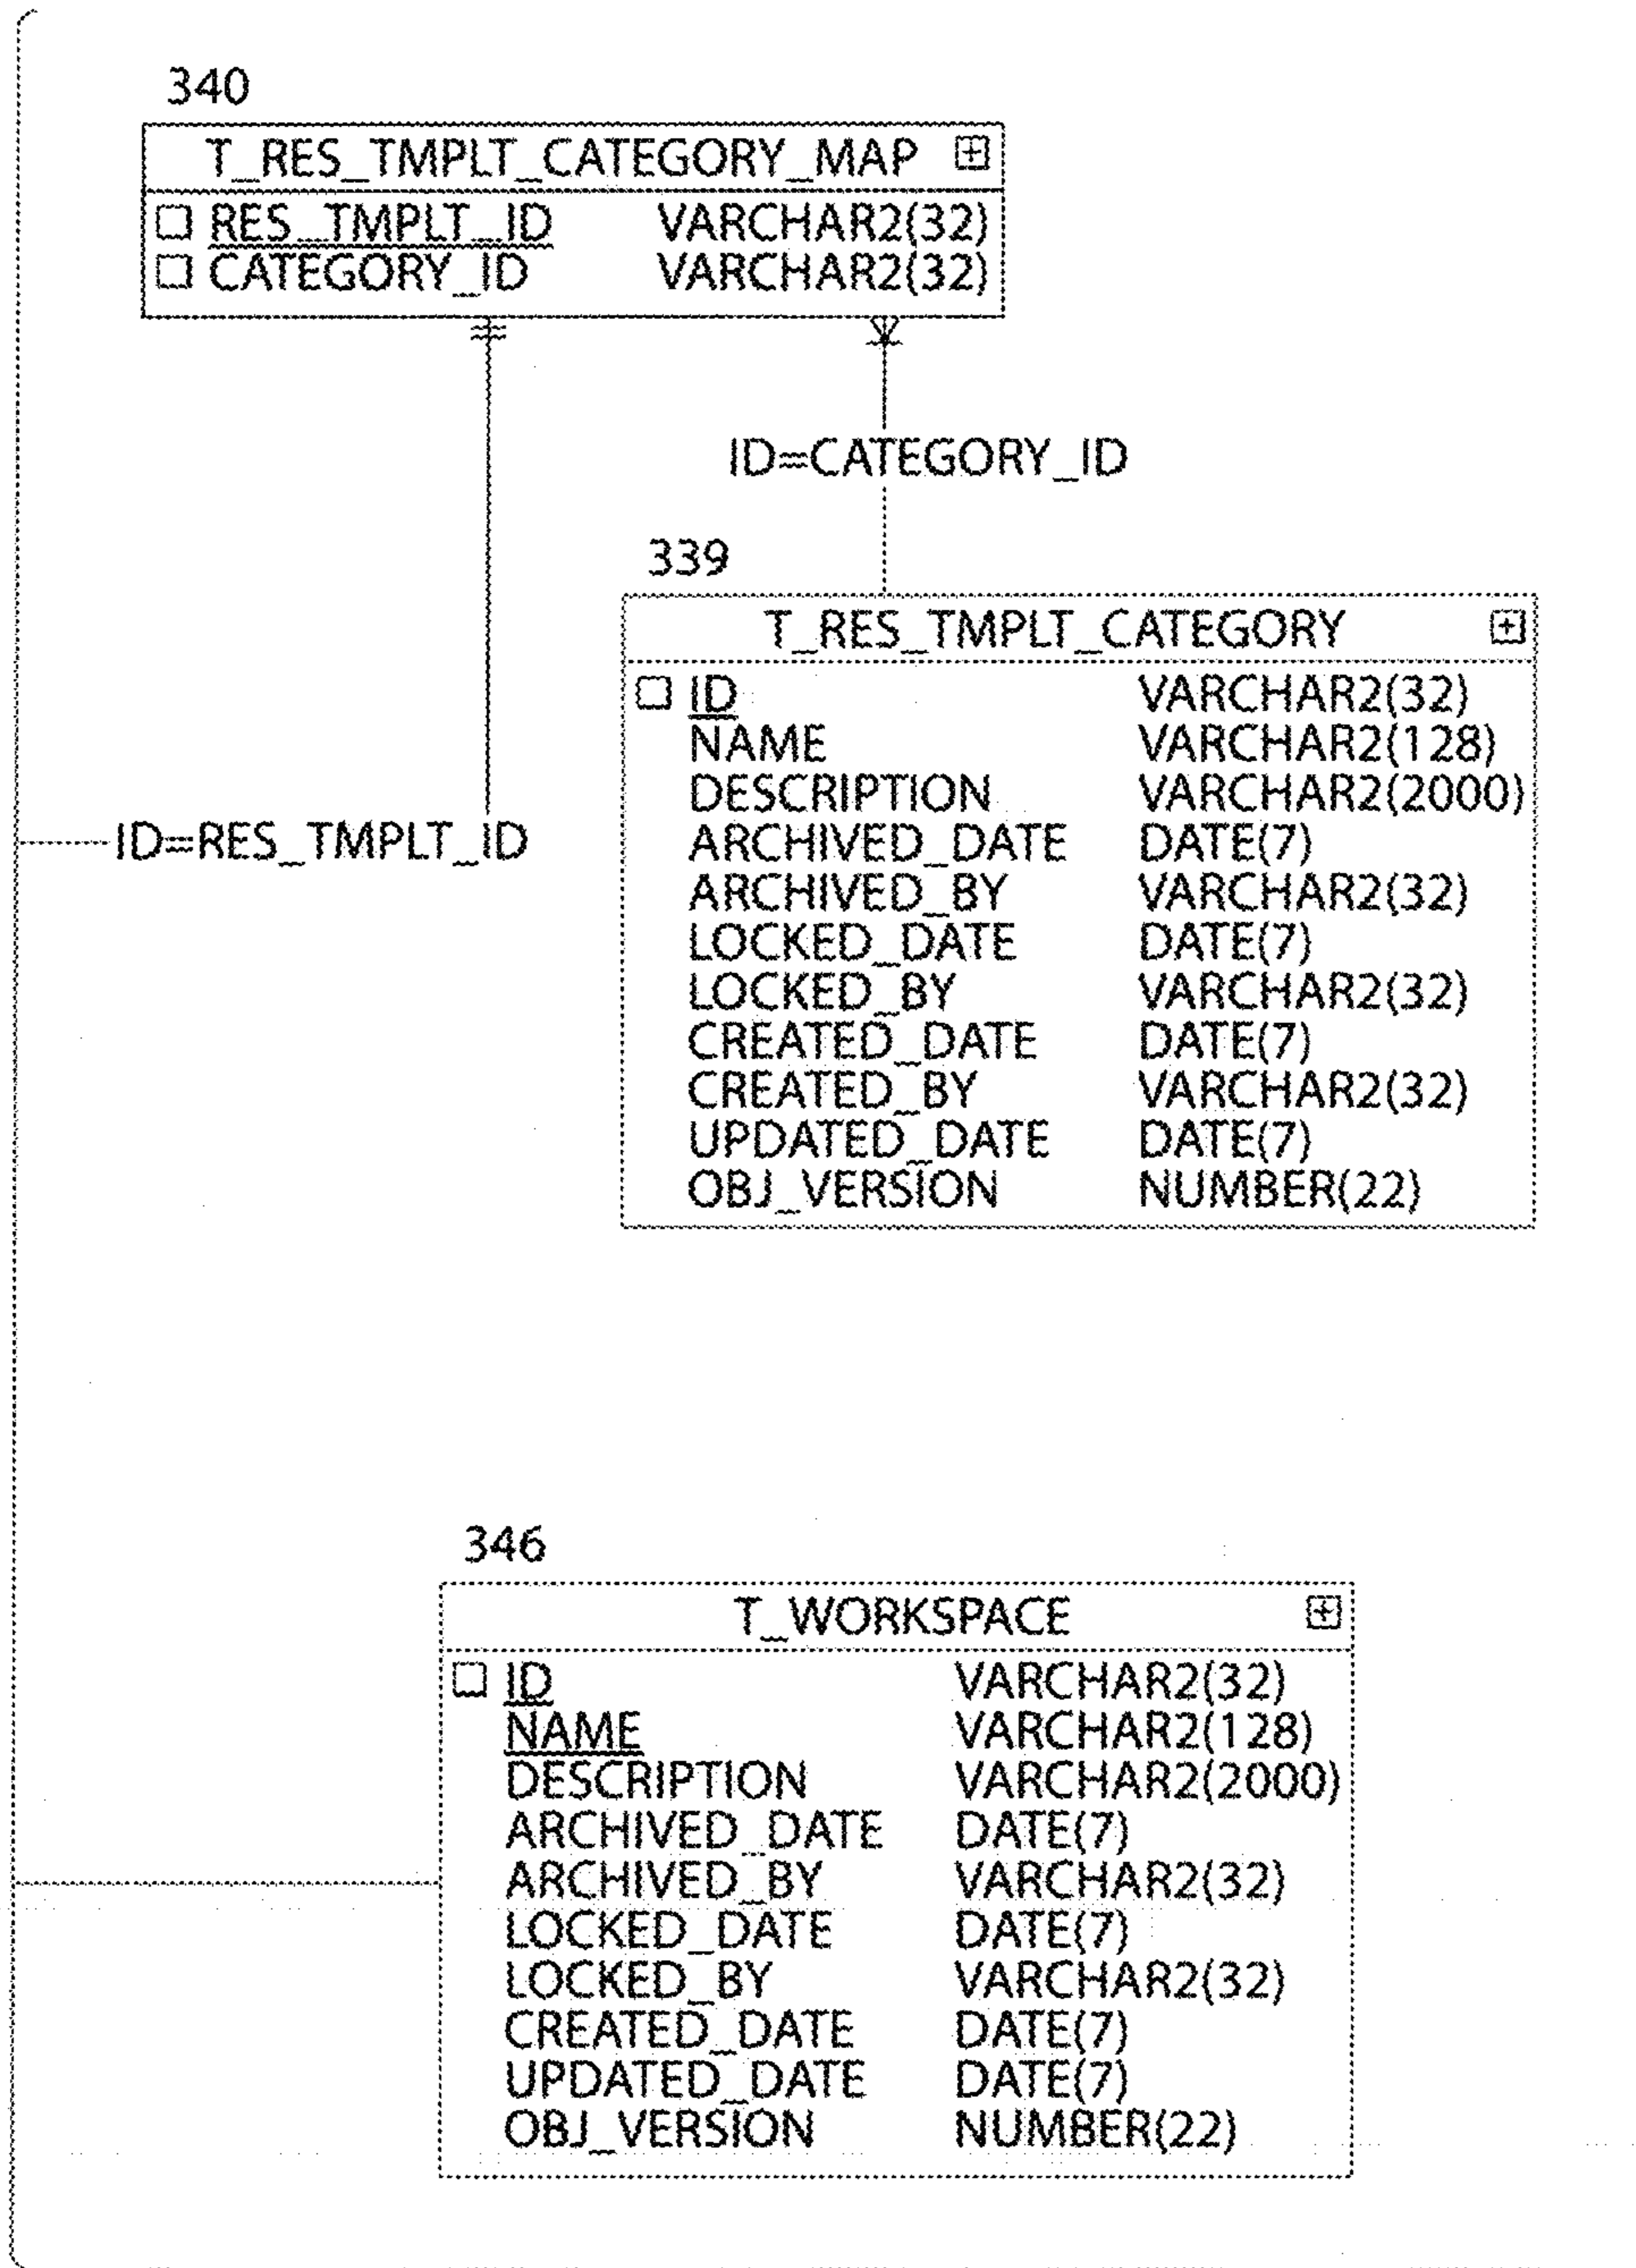 340
T_RES_TMPLT_CATEGORY_MAP
RES_TMPLT_ID VARCHAR2(32)
CATEGORY_ID VARCHAR2(32)
ID=CATEGORY_ID
339
T_RES_TMPLT_CATEGORY
ID VARCHAR2(32)
NAME VARCHAR2(128)
DESCRIPTION VARCHAR2(2000)
ARCHIVED_DATE DATE(7)
ARCHIVED_BY VARCHAR2(32)
LOCKED_DATE DATE(7)
LOCKED_BY VARCHAR2(32)
CREATED_DATE DATE(7)
CREATED_BY VARCHAR2(32)
UPDATED_DATE DATE(7)
OBJ_VERSION NUMBER(22)
ID=RES_TMPLT_ID
346
T_WORKSPACE
ID VARCHAR2(32)
NAME VARCHAR2(128)
DESCRIPTION VARCHAR2(2000)
ARCHIVED_DATE DATE(7)
ARCHIVED_BY VARCHAR2(32)
LOCKED_DATE DATE(7)
LOCKED_BY VARCHAR2(32)
CREATED_DATE DATE(7)
UPDATED_DATE DATE(7)
OBJ_VERSION NUMBER(22)